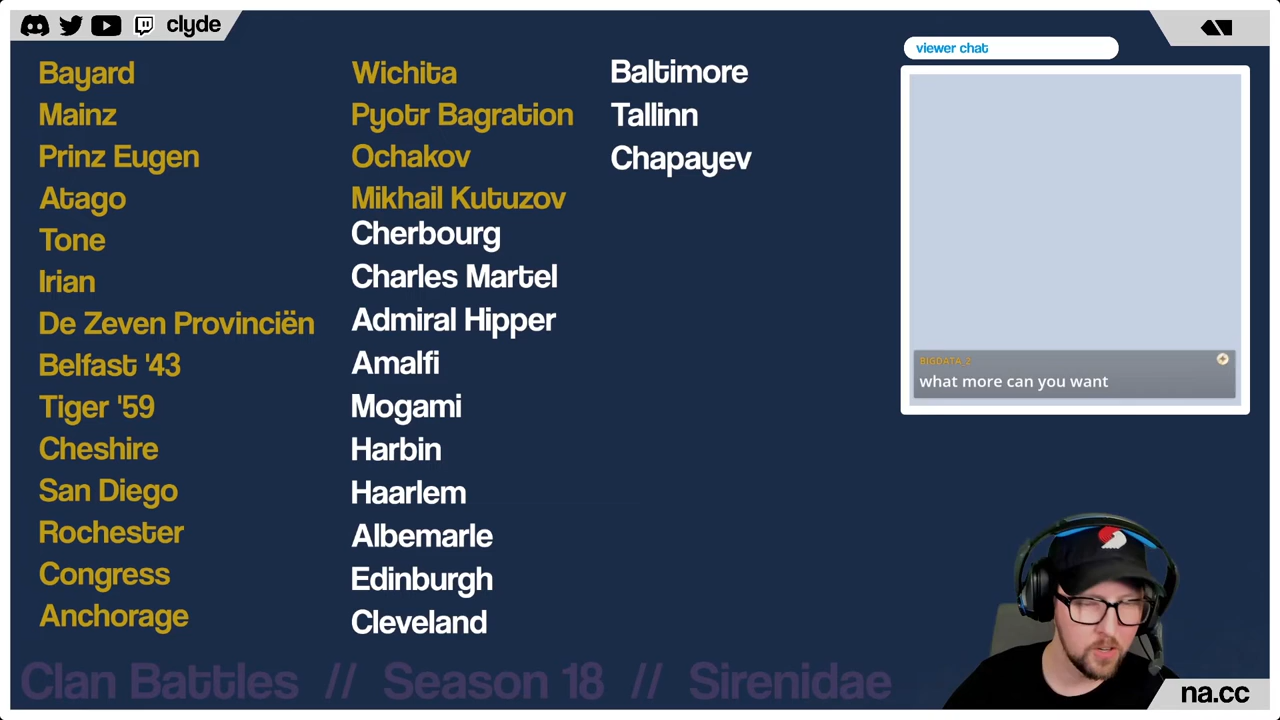 clyde
Bayard
Mainz
Prinz Eugen
Atago
Tone
Irian
De Zeven Provinciën
Belfast '43
Tiger '59
Cheshire
San Diego
Rochester
Congress
Anchorage
Wichita
Pyotr Bagration
Ochakov
Mikhail Kutuzov
Cherbourg
Charles Martel
Admiral Hipper
Amalfi
Mogami
Harbin
Haarlem
Albemarle
Edinburgh
Cleveland
Baltimore
Tallinn
Chapayev
viewer chat
BIGDATA_2
what more can you want
Clan Battles // Season 18 // Sirenidae
na.cc